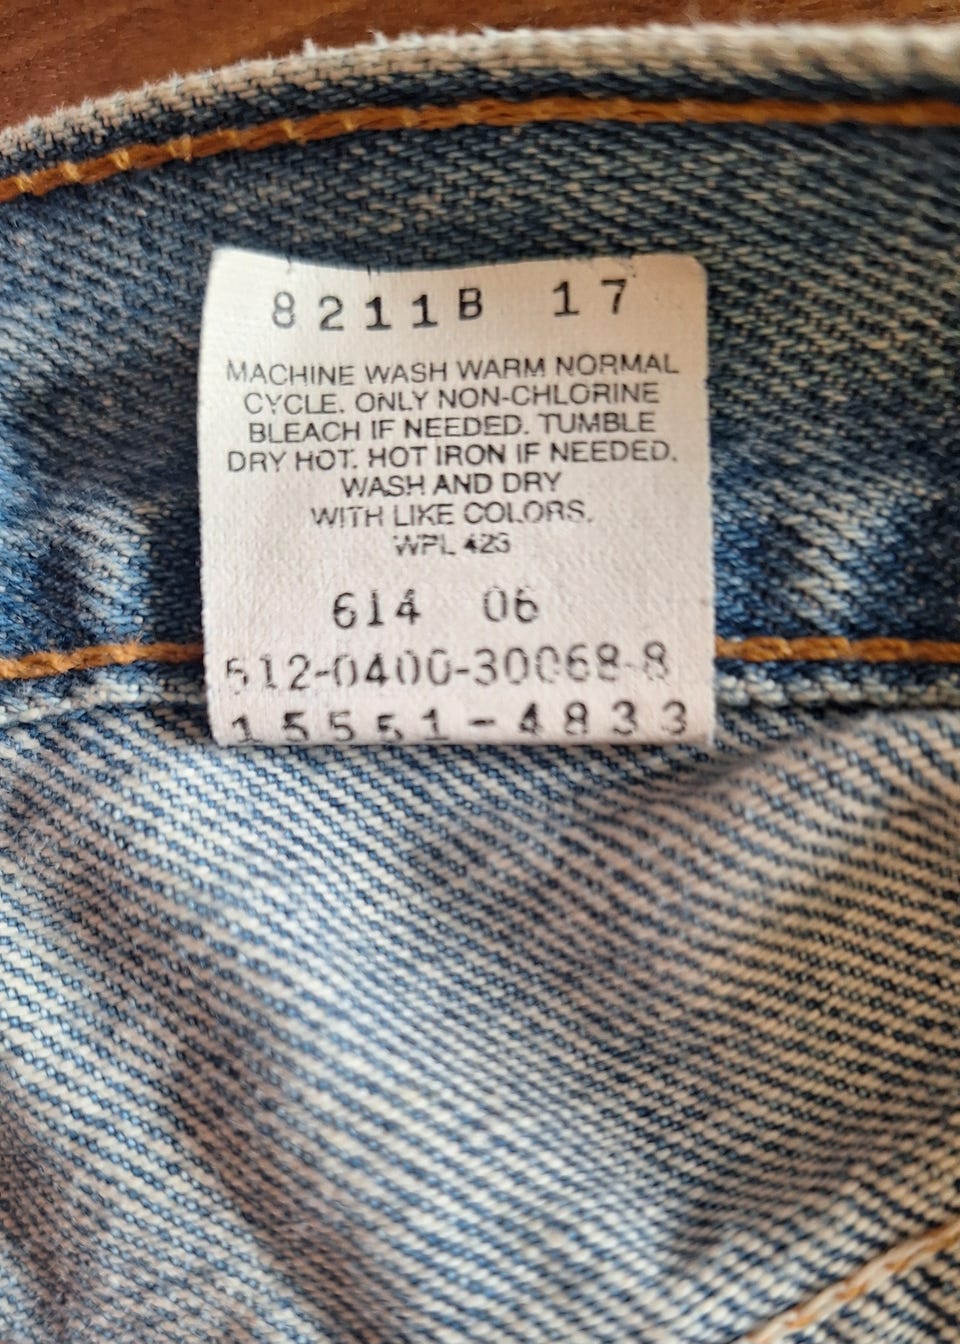 8211B 17
MACHINE WASH WARM NORMAL
CYCLE. ONLY NON-CHLORINE
BLEACH IF NEEDED. TUMBLE
DRY HOT. HOT IRON IF NEEDED.
WASH AND DRY
WITH LIKE COLORS.
WPL 423
614 06
512-0400-30068-8
15551-4833